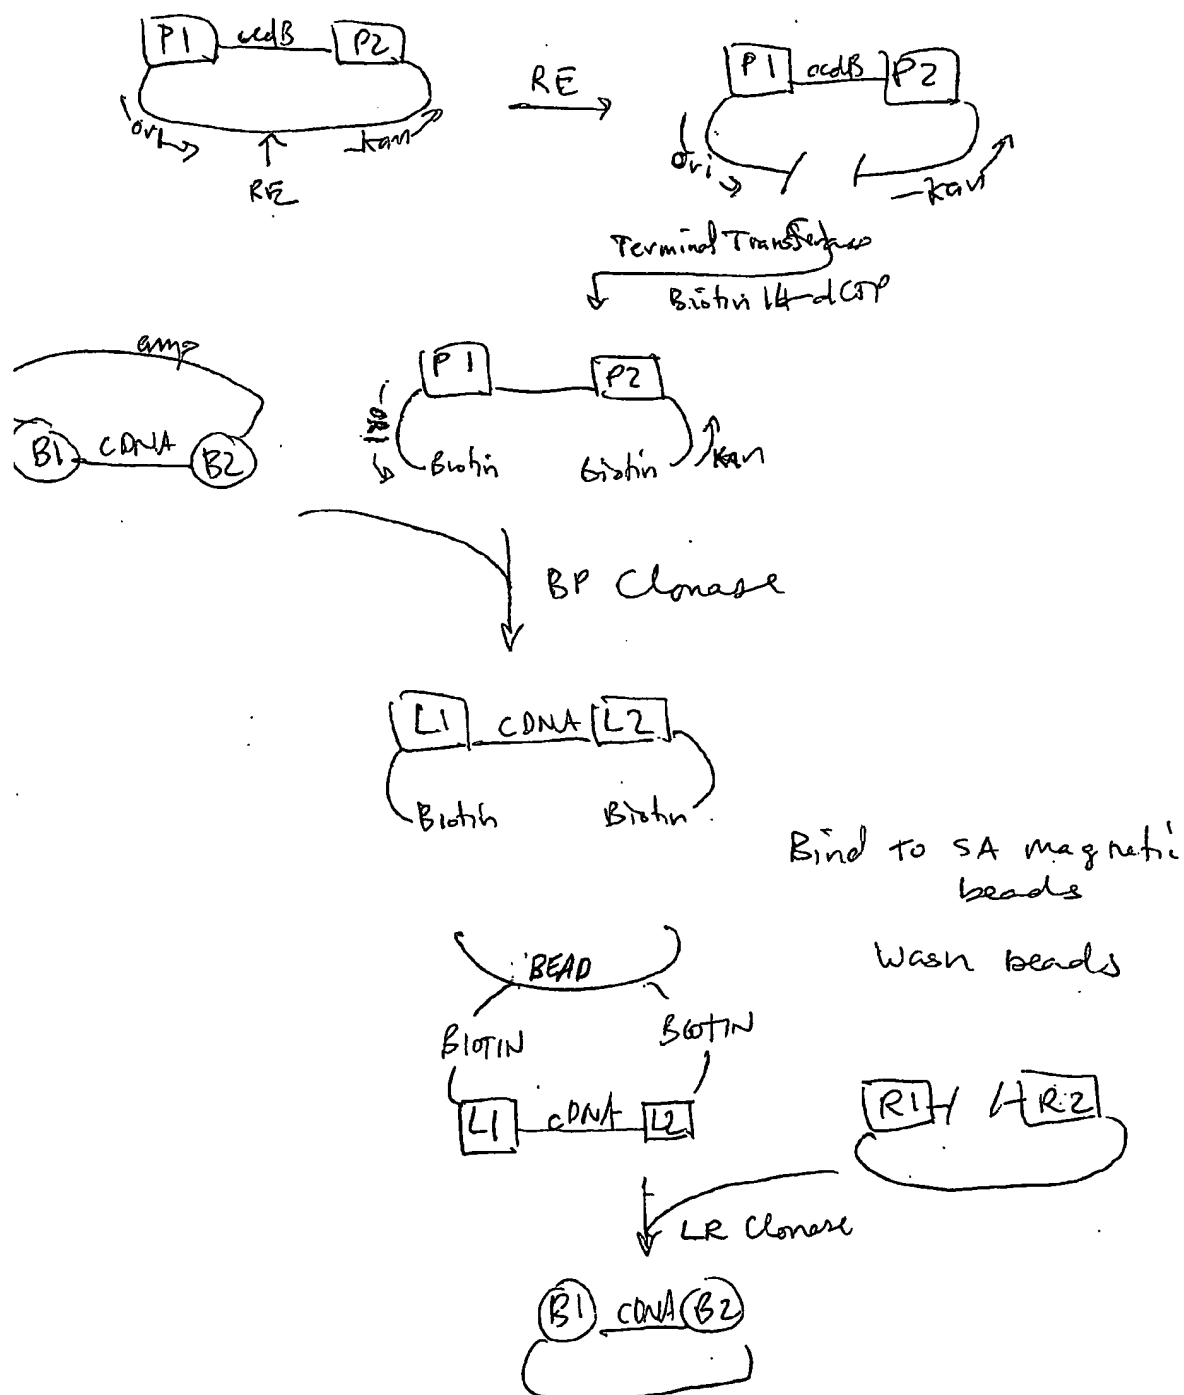 P1 ccdB P2
RE
P1 ccdB P2
ori kan
RE
ori kan
Terminal Transferase
Biotin 14-dCTP
amp
B1 cDNA B2
P1 P2
ORI
Biotin Biotin Kan
BP Clonase
L1 cDNA L2
Biotin Biotin
Bind to SA magnetic
beads
Wash beads
BEAD
BIOTIN BIOTIN
L1 cDNA L2
R1 R2
LR Clonase
B1 cDNA B2